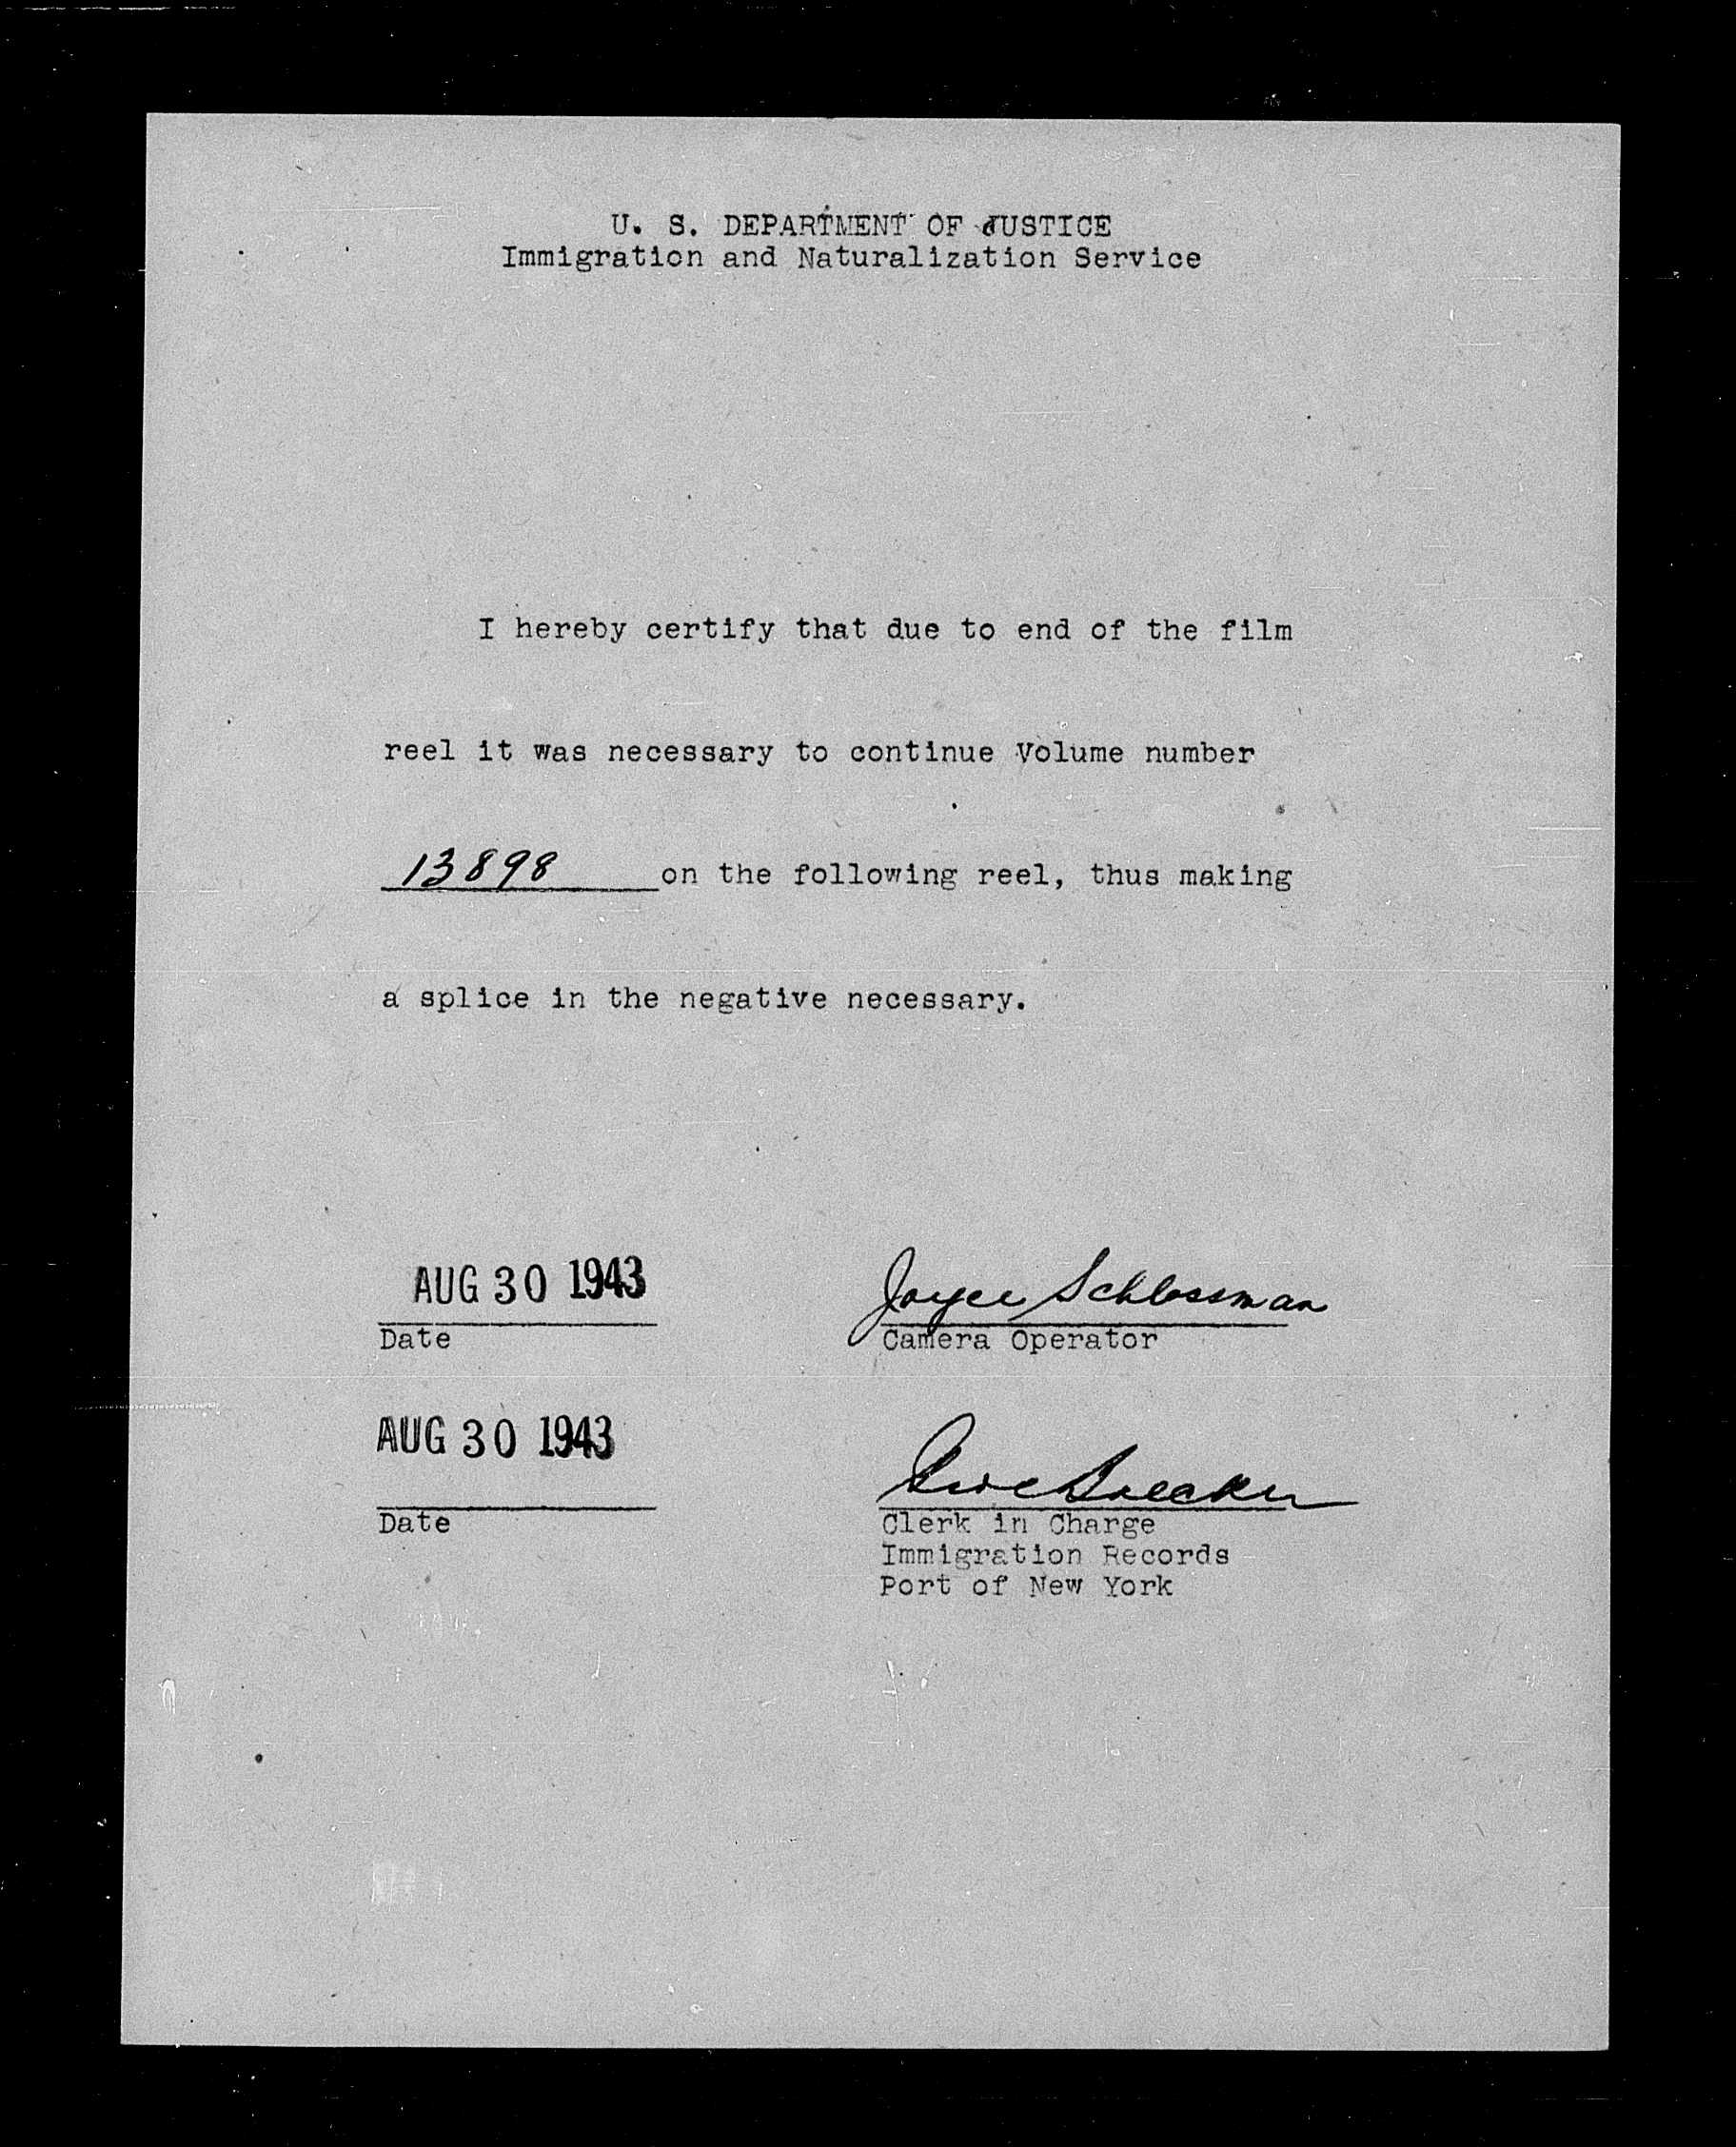 U. S. DEPARTMENT OF JUSTICE
Immigration and Naturalization Service
I hereby certify that due to end of the film
reel it was necessary to continue Volume number
13898 on the following reel, thus making
a splice in the negative necessary.
AUG 30 1943
Joyce Schlossman
Date
Camera Operator
AUG 30 1943
Date
Clerk in Charge
Immigration Records
Port of New York